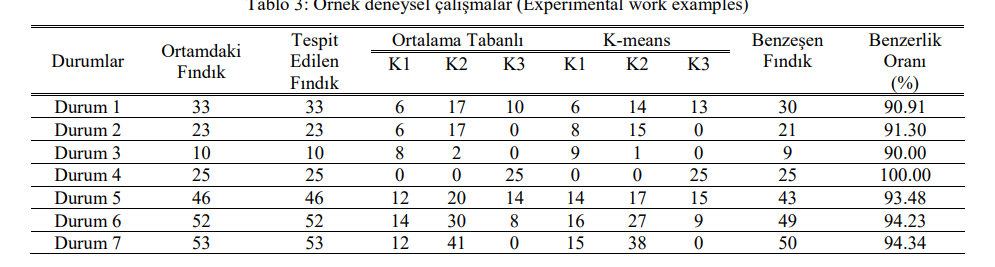 Tablo 3: Örnek deneysel çalışmalar (Experimental work examples)
Durumlar Ortamdaki Fındık Tespit Edilen Fındık Ortalama Tabanlı K-means Benzeşen Fındık Benzerlik Oranı (%)
K1 K2 K3 K1 K2 K3
Durum 1 33 33 6 17 10 6 14 13 30 90.91
Durum 2 23 23 6 17 0 8 15 0 21 91.30
Durum 3 10 10 8 2 0 9 1 0 9 90.00
Durum 4 25 25 0 0 25 0 0 25 25 100.00
Durum 5 46 46 12 20 14 14 17 15 43 93.48
Durum 6 52 52 14 30 8 16 27 9 49 94.23
Durum 7 53 53 12 41 0 15 38 0 50 94.34